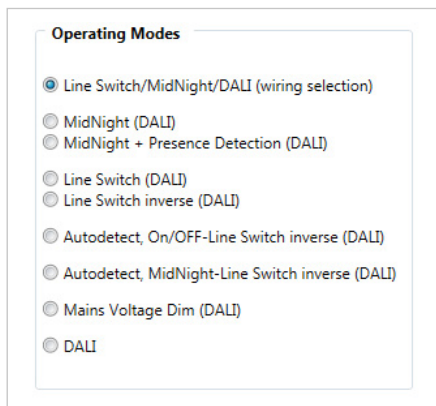 Operating Modes
Line Switch/MidNight/DALI (wiring selection)
MidNight (DALI)
MidNight + Presence Detection (DALI)
Line Switch (DALI)
Line Switch inverse (DALI)
Autodetect, On/OFF-Line Switch inverse (DALI)
Autodetect, MidNight-Line Switch inverse (DALI)
Mains Voltage Dim (DALI)
DALI